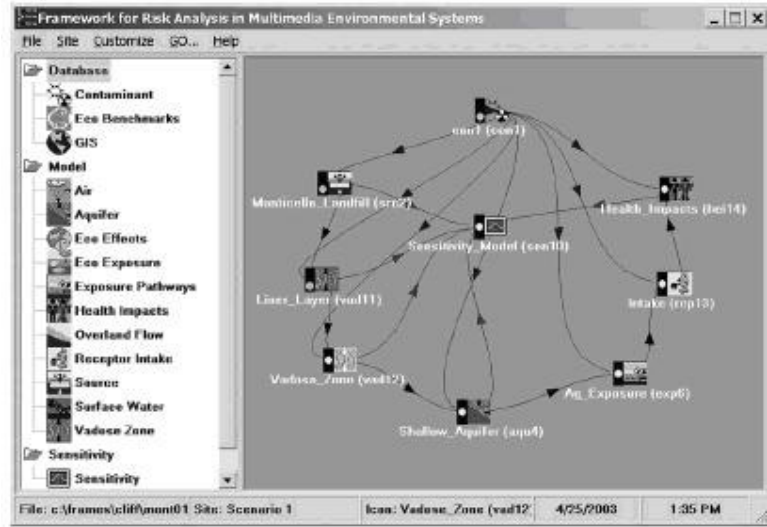 Framework for Risk Analysis in Multimedia Environmental Systems
File Site Customize GO... Help
Database
Contaminant
Eco Benchmarks
GIS
Model
Air
Aquifer
Eco Effects
Eco Exposure
Exposure Pathways
Health Impacts
Overland Flow
Receptor Intake
Source
Surface Water
Vadose Zone
Sensitivity
Sensitivity
con1 (con1)
Monticello_Landfill (src2)
Health_Impacts (hei14)
Sensitivity_Model (sen10)
Liner_Layer (vad11)
Intake (rcp13)
Vadose_Zone (vad12)
Ag_Exposure (exp6)
Shallow_Aquifer (aqu4)
File: c:\frames\cliff\mont01 Site: Scenario 1 Icon: Vadose_Zone (vad12) 4/25/2003 1:35 PM